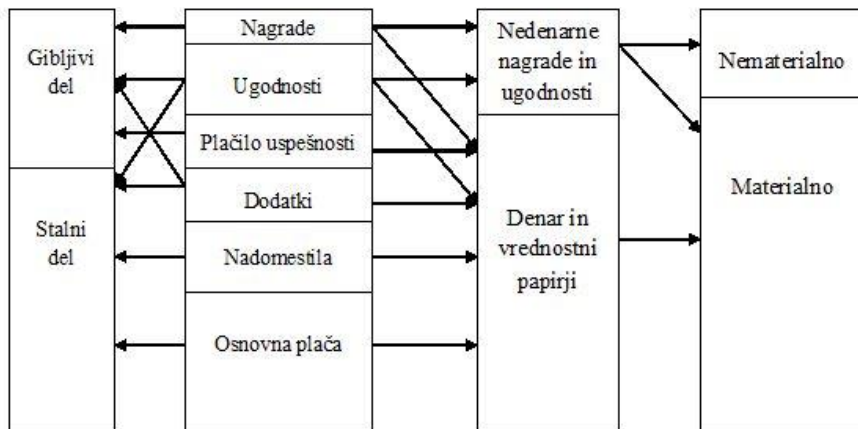 Gibljivi
del
Stalni
del
Nagrade
Ugodnosti
Plačilo uspešnosti
Dodatki
Nadomestila
Osnovna plača
Nedenarne
nagrade in
ugodnosti
Denar in
vrednostni
papirji
Nematerialno
Materialno